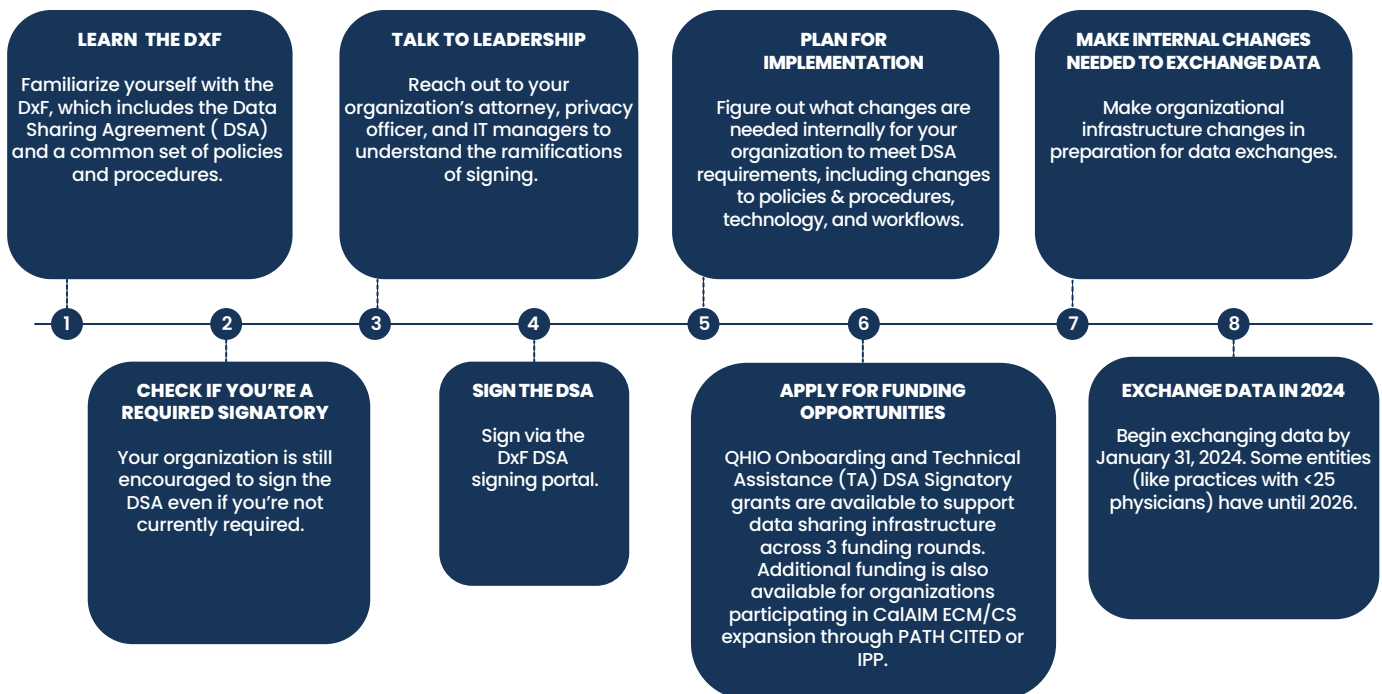 LEARN THE DXF
Familiarize yourself with the
DxF, which includes the Data
Sharing Agreement ( DSA)
and a common set of policies
and procedures.
1
CHECK IF YOU'RE A
REQUIRED SIGNATORY
Your organization is still
encouraged to sign the
DSA even if you're not
currently required.
2
TALK TO LEADERSHIP
Reach out to your
organization's attorney, privacy
officer, and IT managers to
understand the ramifications
of signing.
3
SIGN THE DSA
Sign via the
DxF DSA
signing portal.
4
PLAN FOR
IMPLEMENTATION
Figure out what changes are
needed internally for your
organization to meet DSA
requirements, including changes
to policies & procedures,
technology, and workflows.
5
APPLY FOR FUNDING
OPPORTUNITIES
QHIO Onboarding and Technical
Assistance (TA) DSA Signatory
grants are available to support
data sharing infrastructure
across 3 funding rounds.
Additional funding is also
available for organizations
participating in CalAIM ECM/CS
expansion through PATH CITED or
IPP.
6
MAKE INTERNAL CHANGES
NEEDED TO EXCHANGE DATA
Make organizational
infrastructure changes in
preparation for data exchanges.
7
EXCHANGE DATA IN 2024
Begin exchanging data by
January 31, 2024. Some entities
(like practices with <25
physicians) have until 2026.
8